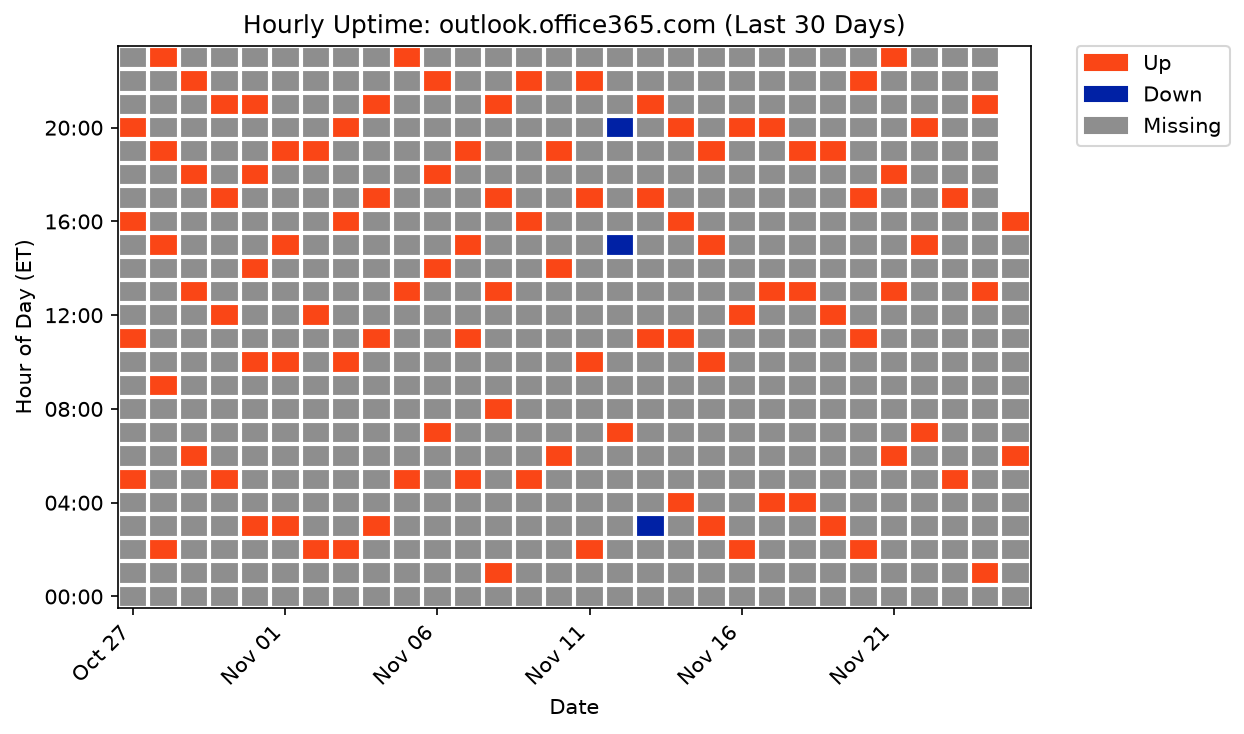 Hourly Uptime: outlook.office365.com (Last 30 Days)
Up
Down
Missing
20:00
16:00
12:00
08:00
04:00
00:00
Hour of Day (ET)
Oct 27
Nov 01
Nov 06
Nov 11
Nov 16
Nov 21
Date